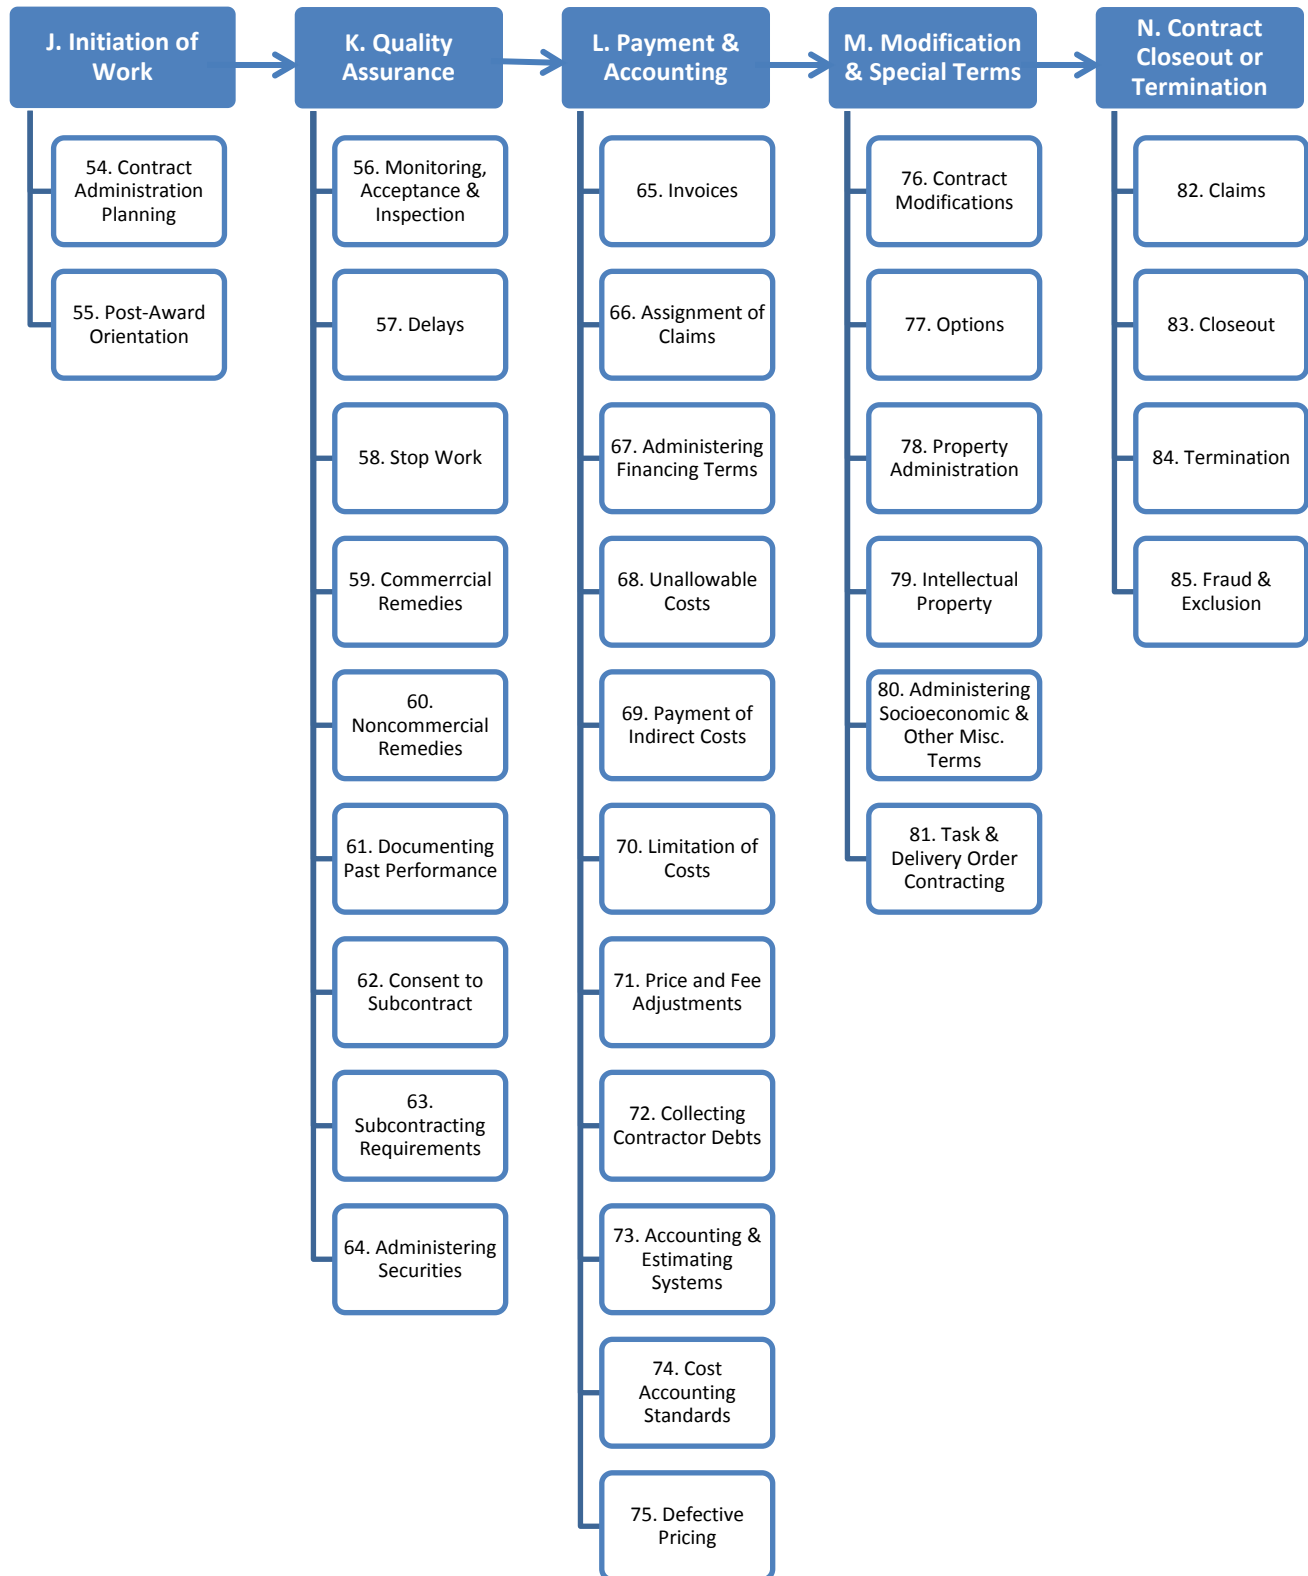 J. Initiation of
Work
K. Quality
Assurance
L. Payment &
Accounting
M. Modification
& Special Terms
N. Contract
Closeout or
Termination
54. Contract
Administration
Planning
55. Post-Award
Orientation
56. Monitoring,
Acceptance &
Inspection
57. Delays
58. Stop Work
59. Commerrcial
Remedies
60.
Noncommercial
Remedies
61. Documenting
Past Performance
62. Consent to
Subcontract
63.
Subcontracting
Requirements
64. Administering
Securities
65. Invoices
66. Assignment of
Claims
67. Administering
Financing Terms
68. Unallowable
Costs
69. Payment of
Indirect Costs
70. Limitation of
Costs
71. Price and Fee
Adjustments
72. Collecting
Contractor Debts
73. Accounting &
Estimating
Systems
74. Cost
Accounting
Standards
75. Defective
Pricing
76. Contract
Modifications
77. Options
78. Property
Administration
79. Intellectual
Property
80. Administering
Socioeconomic &
Other Misc.
Terms
81. Task &
Delivery Order
Contracting
82. Claims
83. Closeout
84. Termination
85. Fraud &
Exclusion